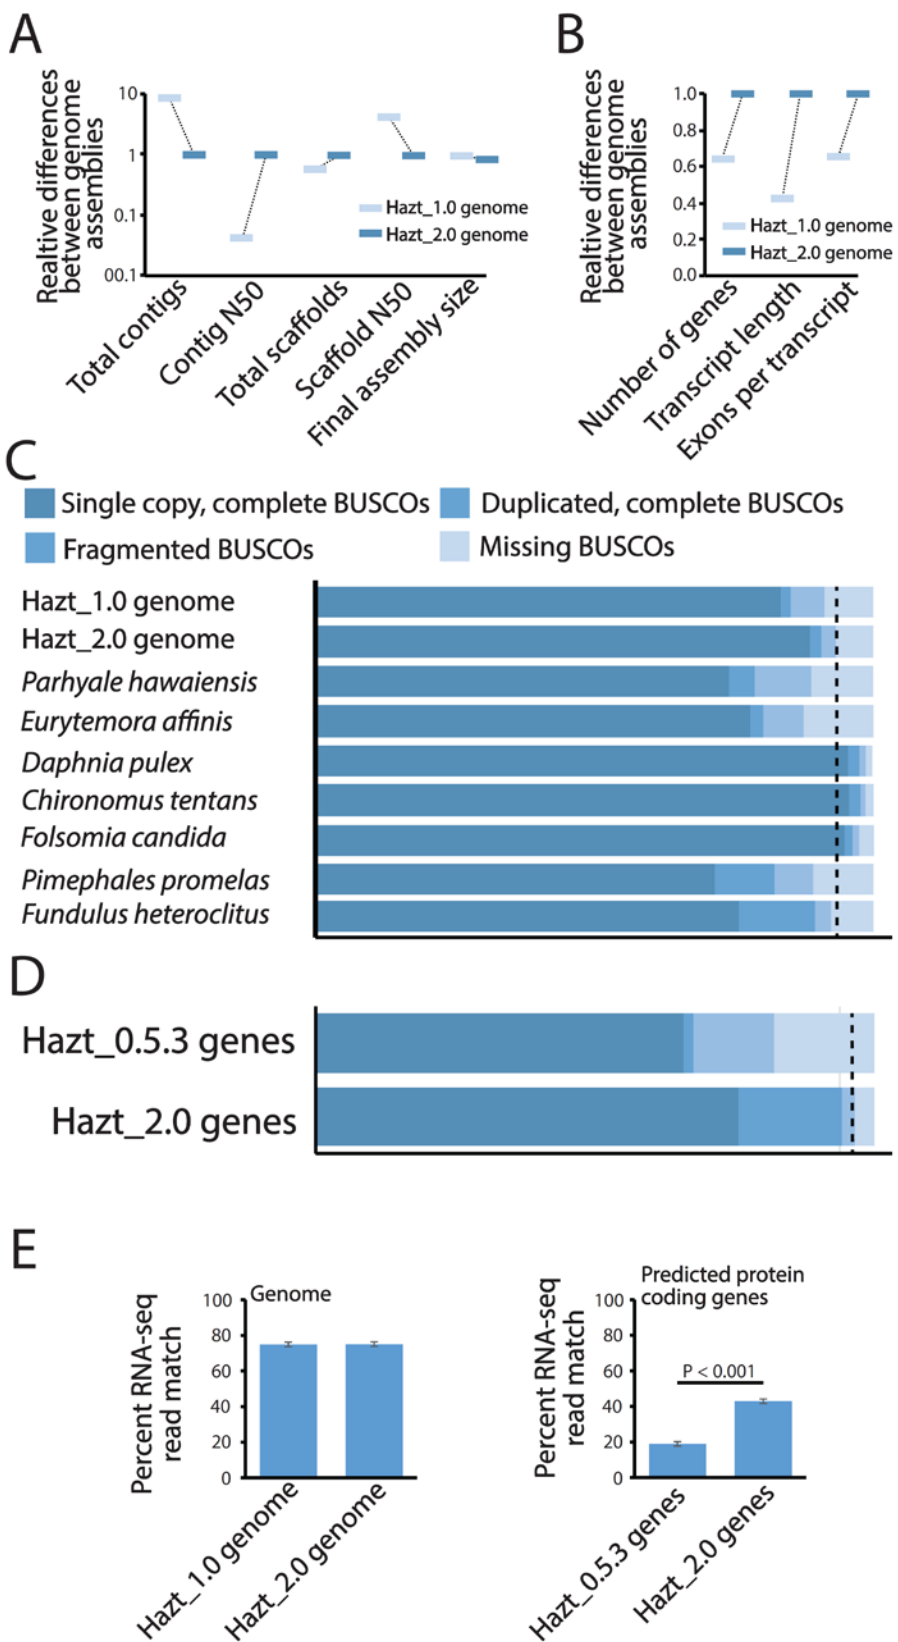 A
Realtive differences
between genome
assemblies
10
1
0.1
00.1
Hazt_1.0 genome
Hazt_2.0 genome
Total contigs
Contig N50
Total scaffolds
Scaffold N50
Final assembly size
B
Realtive differences
between genome
assemblies
1.0
0.8
0.6
0.4
0.2
0.0
Hazt_1.0 genome
Hazt_2.0 genome
Number of genes
Transcript length
Exons per transcript
C
Single copy, complete BUSCOs
Duplicated, complete BUSCOs
Fragmented BUSCOs
Missing BUSCOs
Hazt_1.0 genome
Hazt_2.0 genome
Parhyale hawaiensis
Eurytemora affinis
Daphnia pulex
Chironomus tentans
Folsomia candida
Pimephales promelas
Fundulus heteroclitus
D
Hazt_0.5.3 genes
Hazt_2.0 genes
E
Percent RNA-seq
read match
Genome
100
80
60
40
20
0
Hazt_1.0 genome
Hazt_2.0 genome
Percent RNA-seq
read match
Predicted protein
coding genes
100
80
60
40
20
0
P < 0.001
Hazt_0.5.3 genes
Hazt_2.0 genes